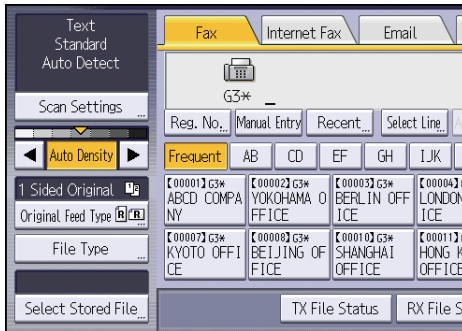 Text
Standard
Auto Detect
Scan Settings
Auto Density
1 Sided Original
Original Feed Type
File Type
Select Stored File
Fax
Internet Fax
Email
G3* _
Reg. No.
Manual Entry
Recent
Select Line
Frequent AB CD EF GH IJK
[00001] G3*
ABCD COMPA
NY
[00002] G3*
YOKOHAMA O
FFICE
[00003] G3*
BERLIN OFF
ICE
[00004]
LONDON
ICE
[00007] G3*
KYOTO OFFI
CE
[00008] G3*
BEIJING OF
FICE
[00010] G3*
SHANGHAI
OFFICE
[00011]
HONG K
OFFICE
TX File Status
RX File S